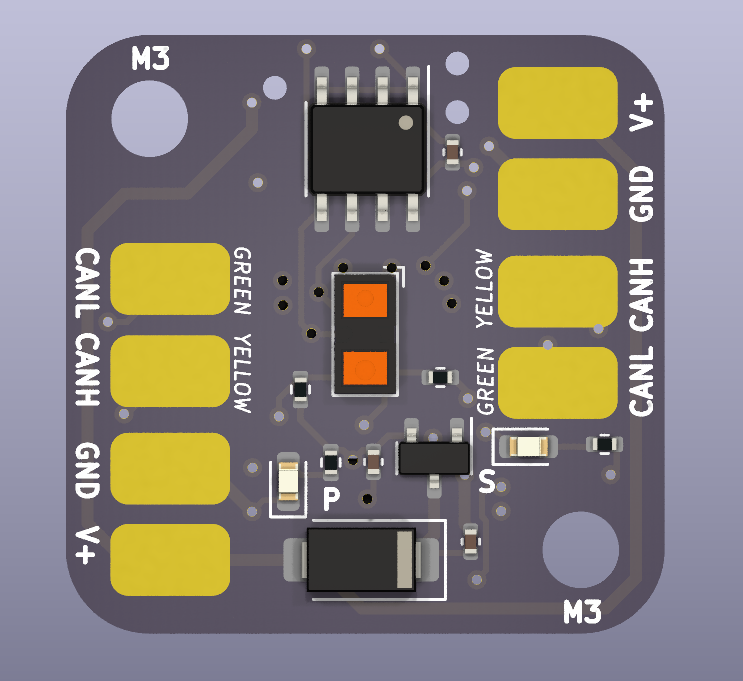 M3
V+
GND
CANL
GREEN
YELLOW
CANH
CANH
YELLOW
GREEN
CANL
GND
P
S
V+
M3